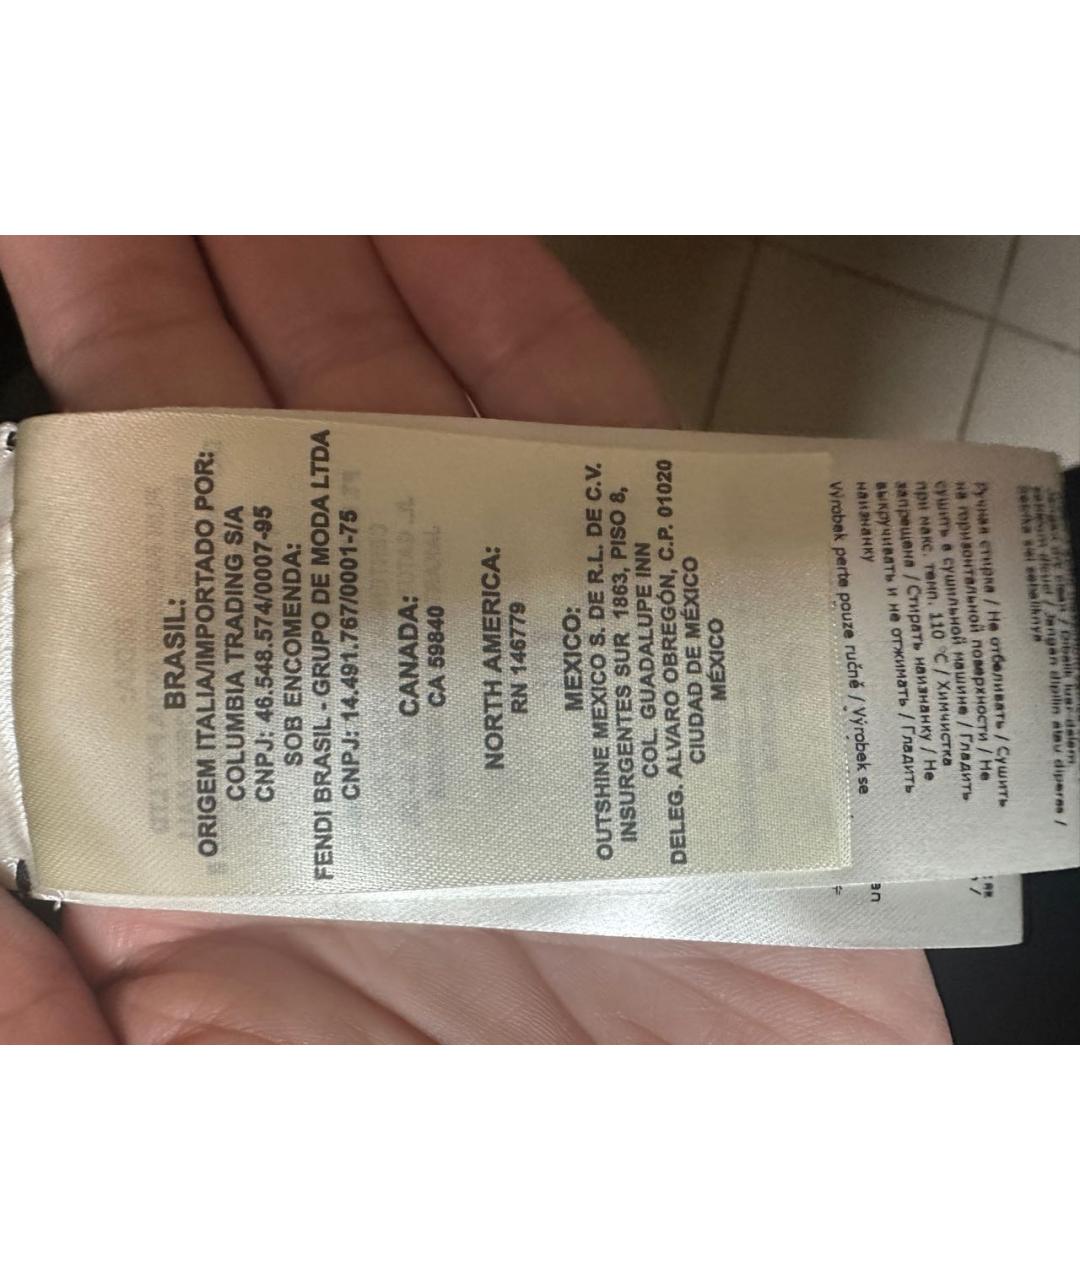 BRASIL:
ORIGEM ITALIA/IMPORTADO POR:
COLUMBIA TRADING S/A
CNPJ: 46.548.574/0007-95
SOB ENCOMENDA:
FENDI BRASIL - GRUPO DE MODA LTDA
CNPJ: 14.491.767/0001-75
CANADA:
CA 59840
NORTH AMERICA:
RN 146779
MEXICO:
OUTSHINE MEXICO S. DE R.L. DE C.V.
INSURGENTES SUR 1863, PISO 8,
COL. GUADALUPE INN
DELEG. ALVARO OBREGÓN, C.P. 01020
CIUDAD DE MÉXICO
MÉXICO
Ручная стирка / Не отбеливать / Сушить
на горизонтальной поверхности / Не
сушить в сушильной машине / Гладить
при макс. темп. 110 °C / Химчистка
запрещена / Стирать наизнанку / Не
выкручивать и не отжимать / Гладить
наизнанку
Výrobek perte pouze ručně / Výrobek se